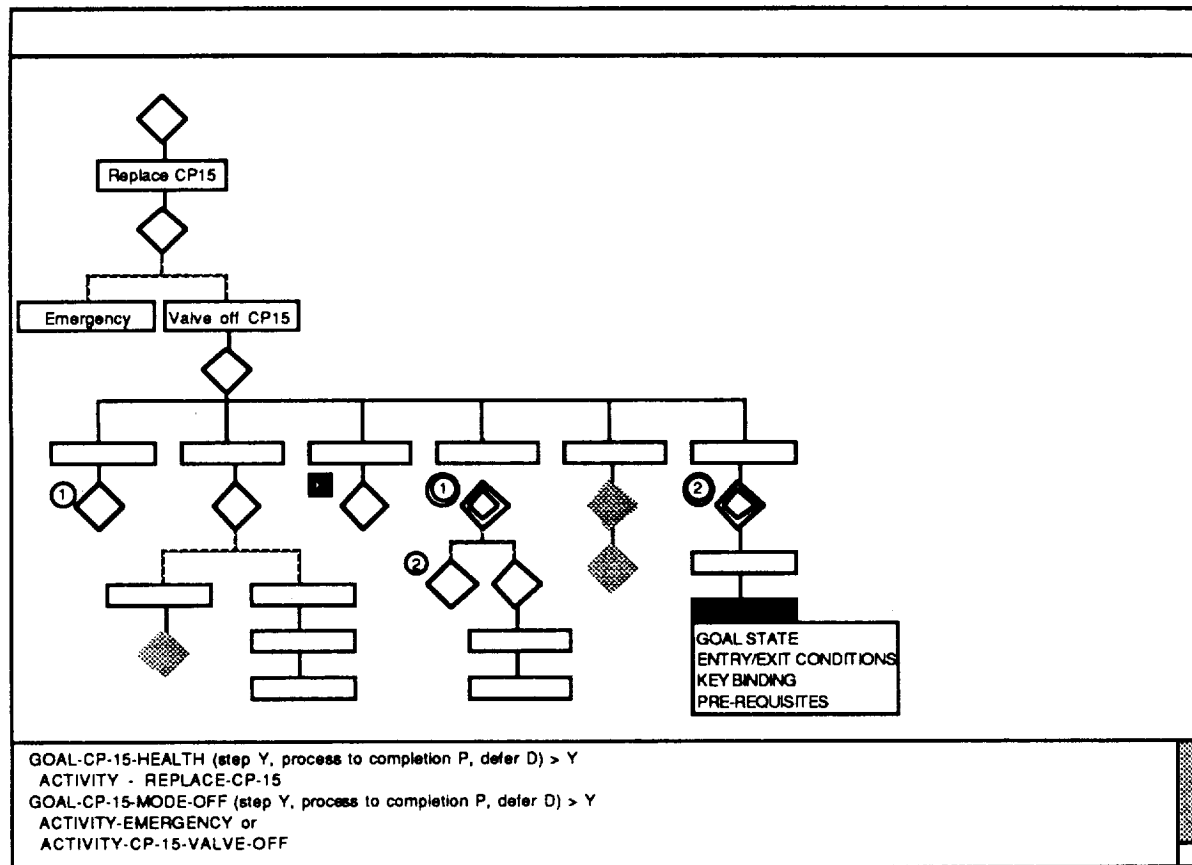 Replace CP15
Emergency
Valve off CP15
1
1
2
2
GOAL STATE
ENTRY/EXIT CONDITIONS
KEY BINDING
PRE-REQUISITES
GOAL-CP-15-HEALTH (step Y, process to completion P, defer D) > Y
ACTIVITY - REPLACE-CP-15
GOAL-CP-15-MODE-OFF (step Y, process to completion P, defer D) > Y
ACTIVITY-EMERGENCY or
ACTIVITY-CP-15-VALVE-OFF